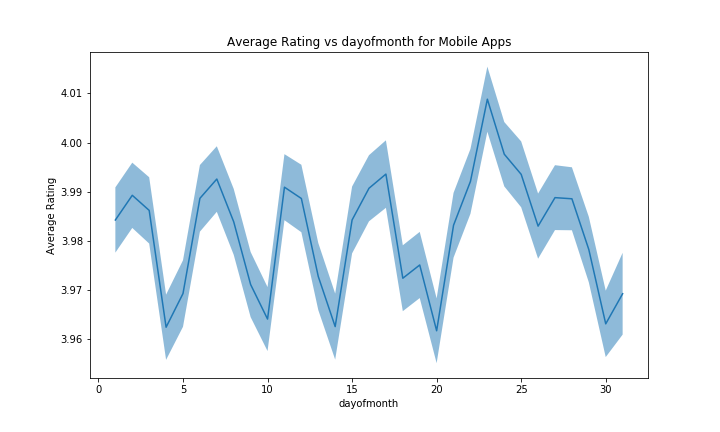 Average Rating vs dayofmonth for Mobile Apps
4.01
4.00
3.99
3.98
3.97
3.96
Average Rating
0 5 10 15 20 25 30
dayofmonth